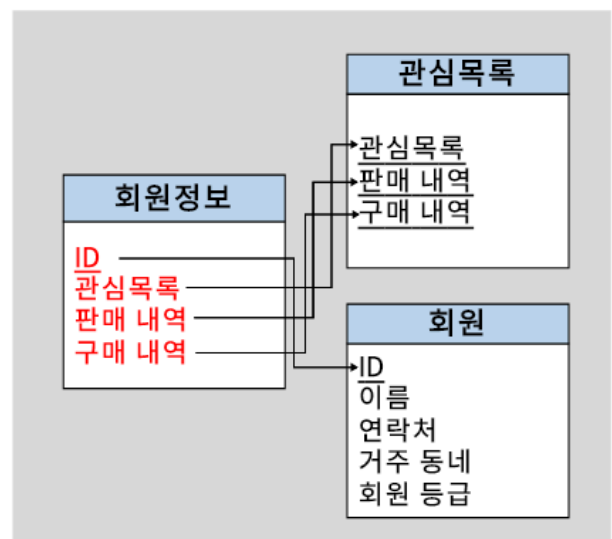 회원정보
ID
관심목록
판매 내역
구매 내역
관심목록
관심목록
판매 내역
구매 내역
회원
ID
이름
연락처
거주 동네
회원 등급